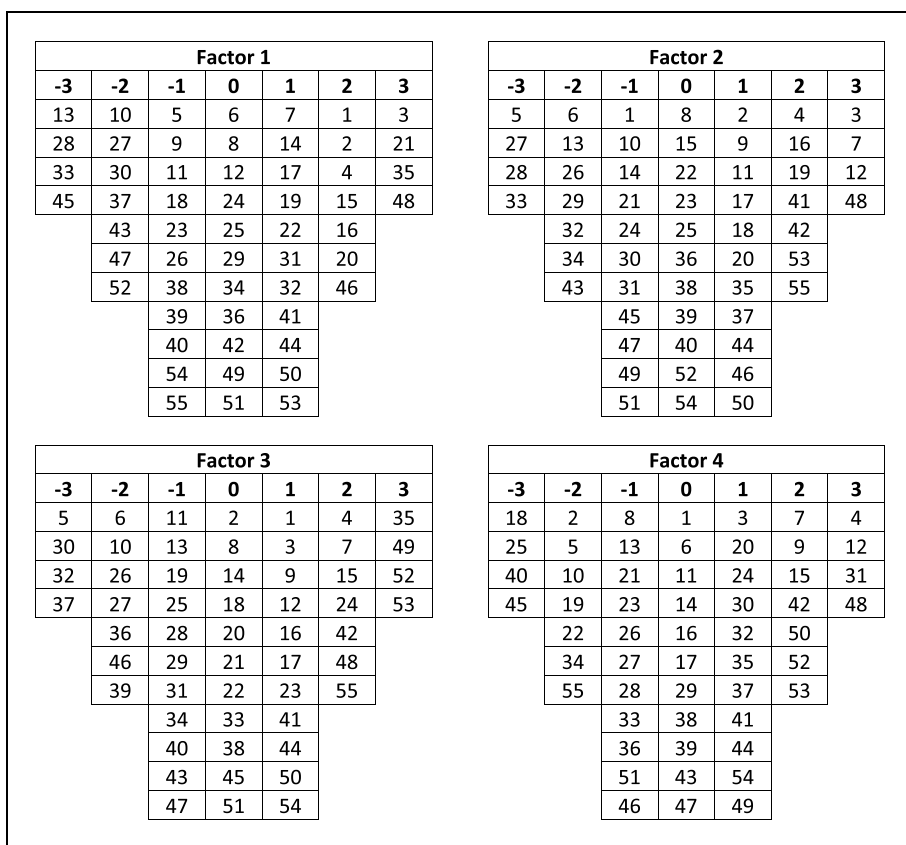 Factor 1
-3 -2 -1 0 1 2 3
13 10 5 6 7 1 3
28 27 9 8 14 2 21
33 30 11 12 17 4 35
45 37 18 24 19 15 48
43 23 25 22 16
47 26 29 31 20
52 38 34 32 46
39 36 41
40 42 44
54 49 50
55 51 53
Factor 2
-3 -2 -1 0 1 2 3
5 6 1 8 2 4 3
27 13 10 15 9 16 7
28 26 14 22 11 19 12
33 29 21 23 17 41 48
32 24 25 18 42
34 30 36 20 53
43 31 38 35 55
45 39 37
47 40 44
49 52 46
51 54 50
Factor 3
-3 -2 -1 0 1 2 3
5 6 11 2 1 4 35
30 10 13 8 3 7 49
32 26 19 14 9 15 52
37 27 25 18 12 24 53
36 28 20 16 42
46 29 21 17 48
39 31 22 23 55
34 33 41
40 38 44
43 45 50
47 51 54
Factor 4
-3 -2 -1 0 1 2 3
18 2 8 1 3 7 4
25 5 13 6 20 9 12
40 10 21 11 24 15 31
45 19 23 14 30 42 48
22 26 16 32 50
34 27 17 35 52
55 28 29 37 53
33 38 41
36 39 44
51 43 54
46 47 49